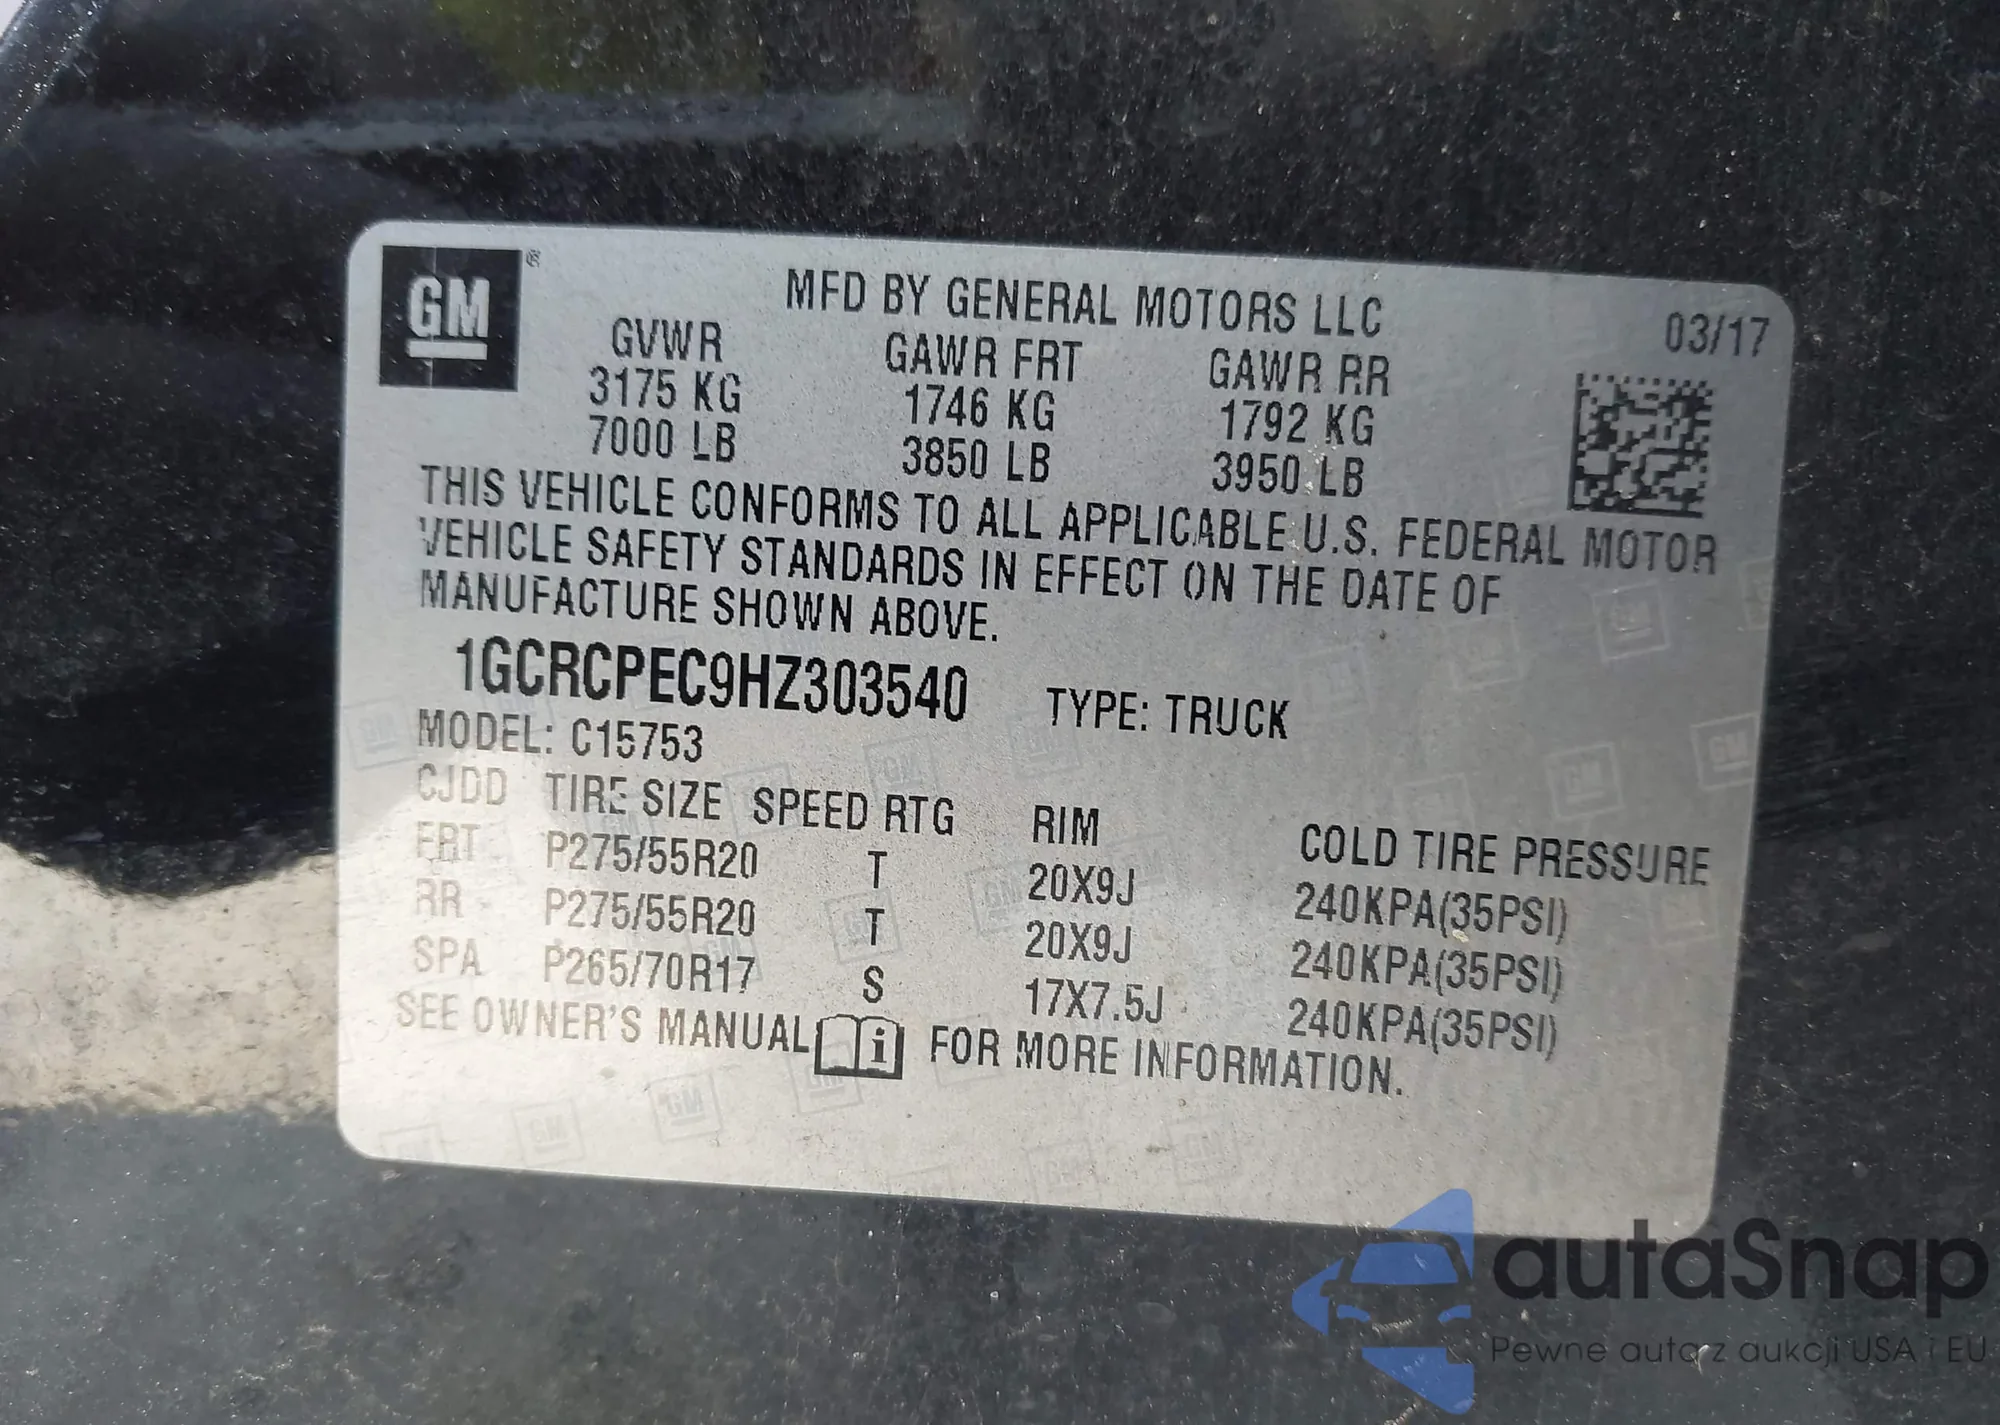 GM®
MFD BY GENERAL MOTORS LLC
03/17
GVWR GAWR FRT GAWR RR
3175 KG 1746 KG 1792 KG
7000 LB 3850 LB 3950 LB
THIS VEHICLE CONFORMS TO ALL APPLICABLE U.S. FEDERAL MOTOR
VEHICLE SAFETY STANDARDS IN EFFECT ON THE DATE OF
MANUFACTURE SHOWN ABOVE.
1GCRCPEC9HZ303540 TYPE: TRUCK
MODEL: C15753
CJDD TIRE SIZE SPEED RTG RIM COLD TIRE PRESSURE
FRT P275/55R20 T 20X9J 240KPA(35PSI)
RR P275/55R20 T 20X9J 240KPA(35PSI)
SPA P265/70R17 S 17X7.5J 240KPA(35PSI)
SEE OWNER'S MANUAL i FOR MORE INFORMATION.
autaSnap
Pewne auta z aukcji USA i EU